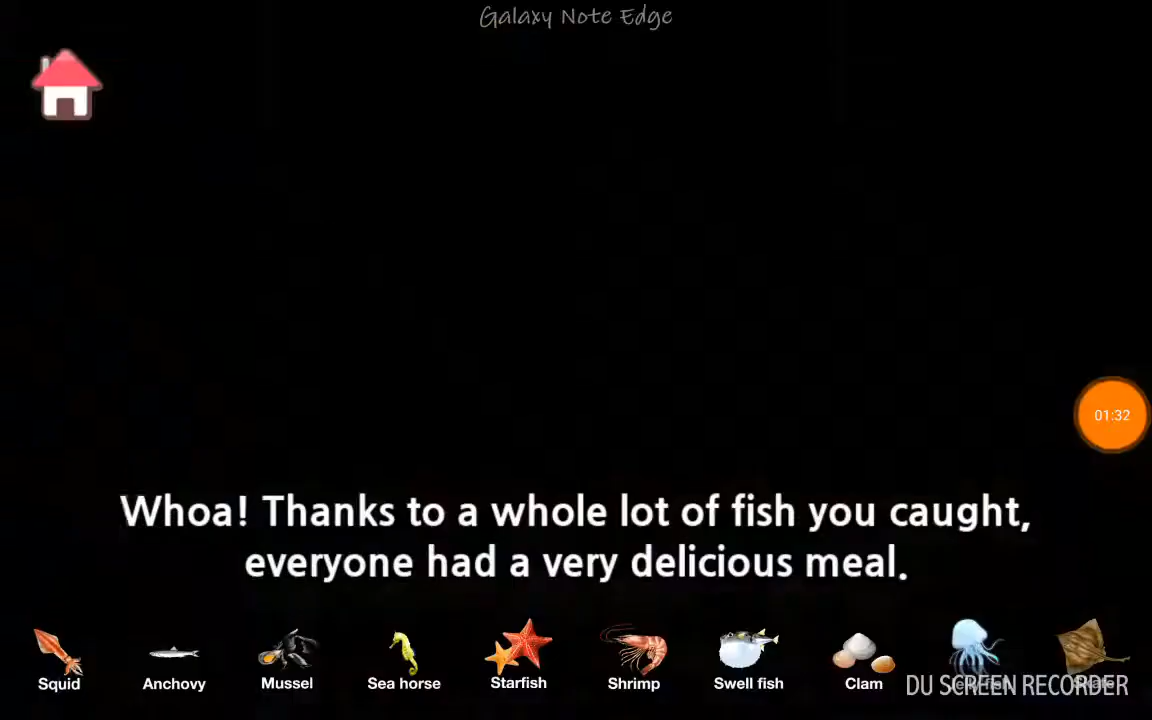 Galaxy Note Edge
01:32
Whoa! Thanks to a whole lot of fish you caught,
everyone had a very delicious meal.
Squid Anchovy Mussel Sea horse Starfish Shrimp Swell fish Clam
DU SCREEN RECORDER